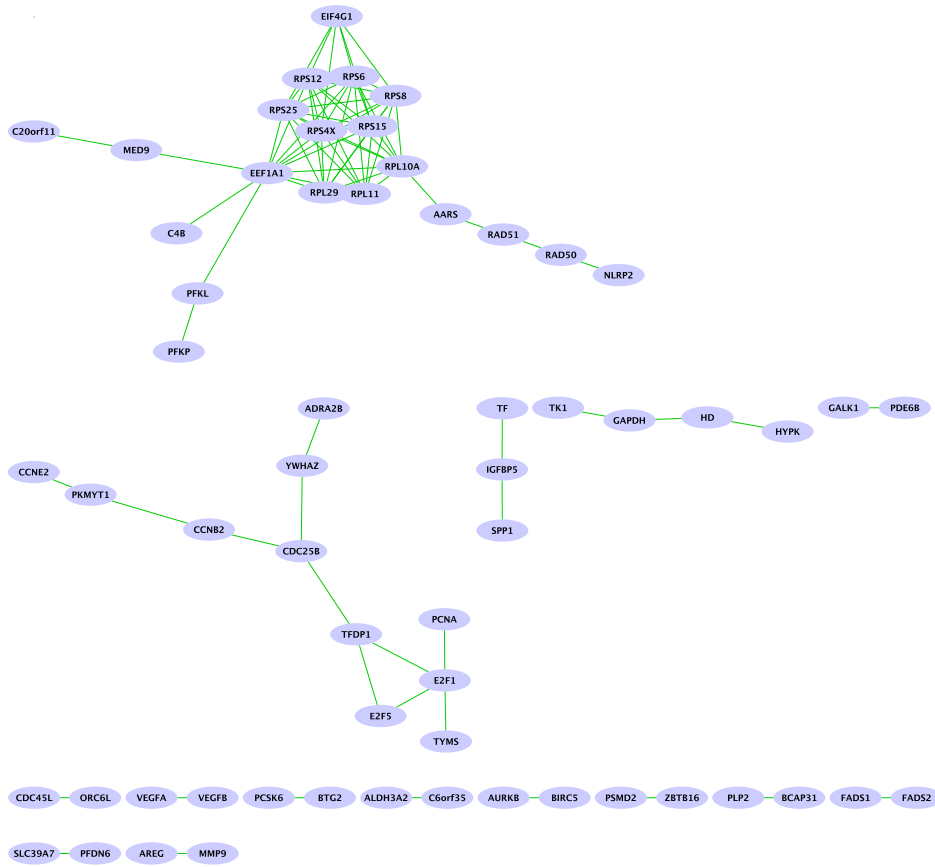 EIF4G1
RPS12
RPS6
RPS8
RPS25
RPS4X
RPS15
C20orf11
MED9
EEF1A1
RPL10A
RPL29
RPL11
AARS
C4B
RAD51
RAD50
NLRP2
PFKL
PFKP
ADRA2B
TF
TK1
GAPDH
HD
HYPK
GALK1
PDE6B
YWHAZ
IGFBP5
CCNE2
PKMYT1
CCNB2
SPP1
CDC25B
PCNA
TFDP1
E2F1
E2F5
TYMS
CDC45L
ORC6L
VEGFA
VEGFB
PCSK6
BTG2
ALDH3A2
C6orf35
AURKB
BIRC5
PSMD2
ZBTB16
PLP2
BCAP31
FADS1
FADS2
SLC39A7
PFDN6
AREG
MMP9